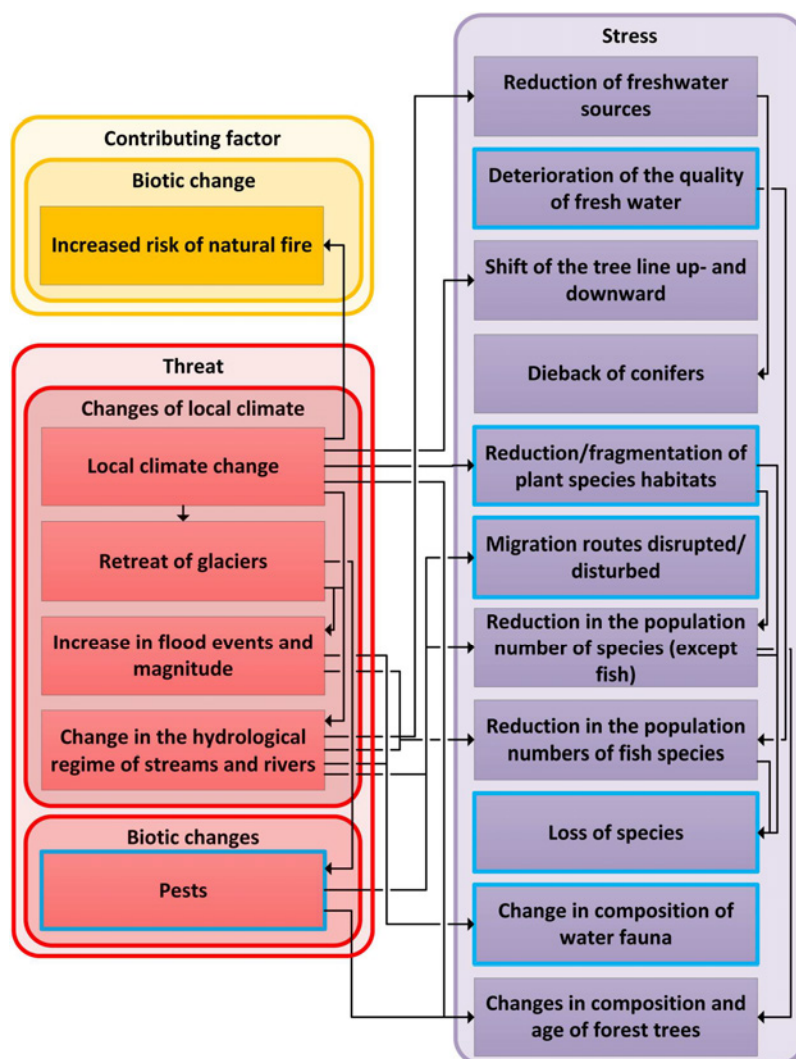 Contributing factor
Biotic change
Increased risk of natural fire
Threat
Changes of local climate
Local climate change
Retreat of glaciers
Increase in flood events and
magnitude
Change in the hydrological
regime of streams and rivers
Biotic changes
Pests
Stress
Reduction of freshwater
sources
Deterioration of the quality
of fresh water
Shift of the tree line up- and
downward
Dieback of conifers
Reduction/fragmentation of
plant species habitats
Migration routes disrupted/
disturbed
Reduction in the population
number of species (except
fish)
Reduction in the population
numbers of fish species
Loss of species
Change in composition of
water fauna
Changes in composition and
age of forest trees